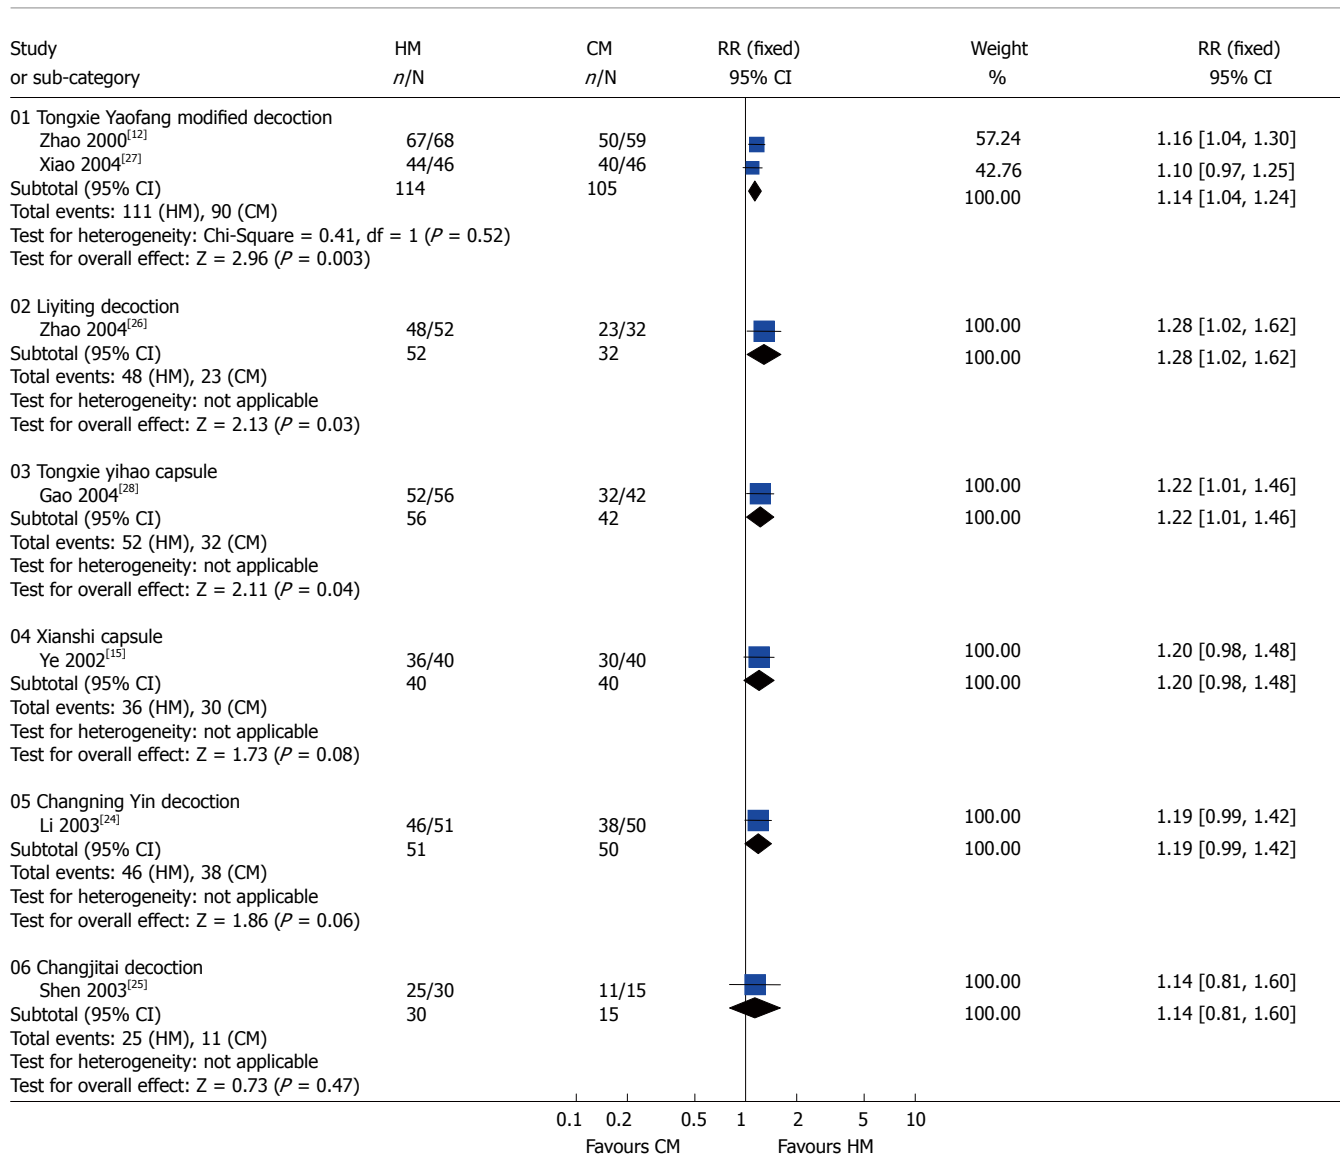 Study HM CM RR (fixed) Weight RR (fixed)
or sub-category n/N n/N 95% CI % 95% CI
01 Tongxie Yaofang modified decoction
Zhao 2000[12] 67/68 50/59 57.24 1.16 [1.04, 1.30]
Xiao 2004[27] 44/46 40/46 42.76 1.10 [0.97, 1.25]
Subtotal (95% CI) 114 105 100.00 1.14 [1.04, 1.24]
Total events: 111 (HM), 90 (CM)
Test for heterogeneity: Chi-Square = 0.41, df = 1 (P = 0.52)
Test for overall effect: Z = 2.96 (P = 0.003)
02 Liyiting decoction
Zhao 2004[26] 48/52 23/32 100.00 1.28 [1.02, 1.62]
Subtotal (95% CI) 52 32 100.00 1.28 [1.02, 1.62]
Total events: 48 (HM), 23 (CM)
Test for heterogeneity: not applicable
Test for overall effect: Z = 2.13 (P = 0.03)
03 Tongxie yihao capsule
Gao 2004[28] 52/56 32/42 100.00 1.22 [1.01, 1.46]
Subtotal (95% CI) 56 42 100.00 1.22 [1.01, 1.46]
Total events: 52 (HM), 32 (CM)
Test for heterogeneity: not applicable
Test for overall effect: Z = 2.11 (P = 0.04)
04 Xianshi capsule
Ye 2002[15] 36/40 30/40 100.00 1.20 [0.98, 1.48]
Subtotal (95% CI) 40 40 100.00 1.20 [0.98, 1.48]
Total events: 36 (HM), 30 (CM)
Test for heterogeneity: not applicable
Test for overall effect: Z = 1.73 (P = 0.08)
05 Changning Yin decoction
Li 2003[24] 46/51 38/50 100.00 1.19 [0.99, 1.42]
Subtotal (95% CI) 51 50 100.00 1.19 [0.99, 1.42]
Total events: 46 (HM), 38 (CM)
Test for heterogeneity: not applicable
Test for overall effect: Z = 1.86 (P = 0.06)
06 Changjitai decoction
Shen 2003[25] 25/30 11/15 100.00 1.14 [0.81, 1.60]
Subtotal (95% CI) 30 15 100.00 1.14 [0.81, 1.60]
Total events: 25 (HM), 11 (CM)
Test for heterogeneity: not applicable
Test for overall effect: Z = 0.73 (P = 0.47)
0.1 0.2 0.5 1 2 5 10
Favours CM Favours HM